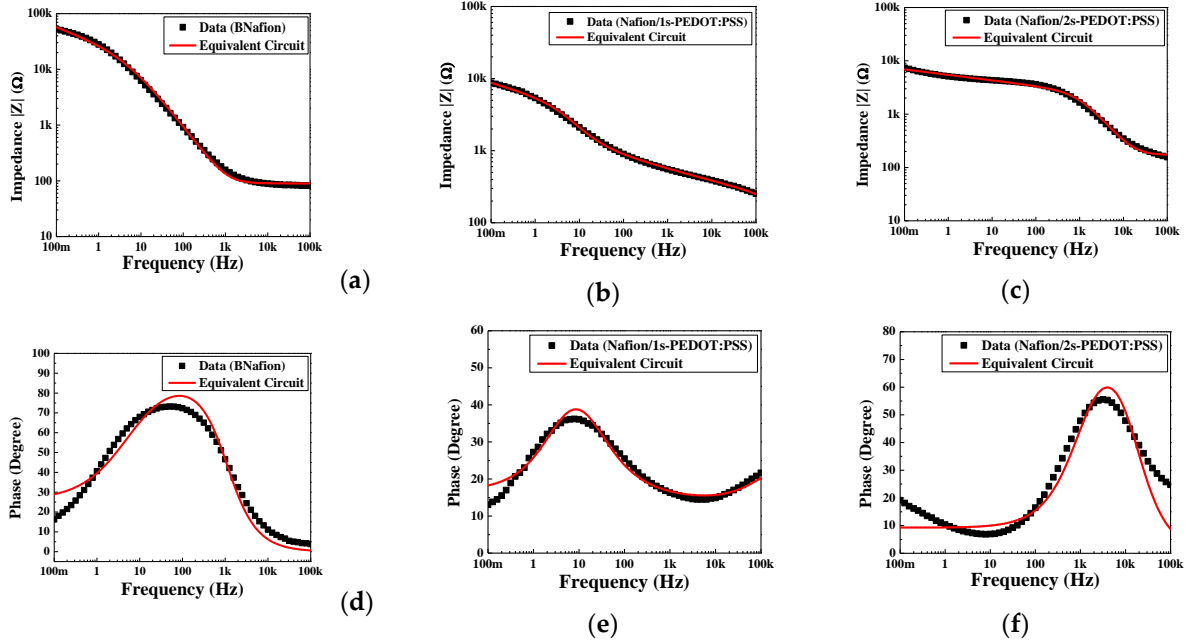 100k
10k
1k
100
10
Impedance |Z| (Ω)
Data (BNafion)
Equivalent Circuit
100m 1 10 100 1k 10k 100k
Frequency (Hz)
(a)
100k
10k
1k
100
Impedance |Z| (Ω)
Data (Nafion/1s-PEDOT:PSS)
Equivalent Circuit
100m 1 10 100 1k 10k 100k
Frequency (Hz)
(b)
100k
10k
1k
100
10
Impedance |Z| (Ω)
Data (Nafion/2s-PEDOT:PSS)
Equivalent Circuit
100m 1 10 100 1k 10k 100k
Frequency (Hz)
(c)
100
90
80
70
60
50
40
30
20
10
0
Phase (Degree)
Data (BNafion)
Equivalent Circuit
100m 1 10 100 1k 10k 100k
Frequency (Hz)
(d)
60
50
40
30
20
10
0
Phase (Degree)
Data (Nafion/1s-PEDOT:PSS)
Equivalent Circuit
100m 1 10 100 1k 10k 100k
Frequency (Hz)
(e)
80
70
60
50
40
30
20
10
0
Phase (Degree)
Data (Nafion/2s-PEDOT:PSS)
Equivalent Circuit
100m 1 10 100 1k 10k 100k
Frequency (Hz)
(f)